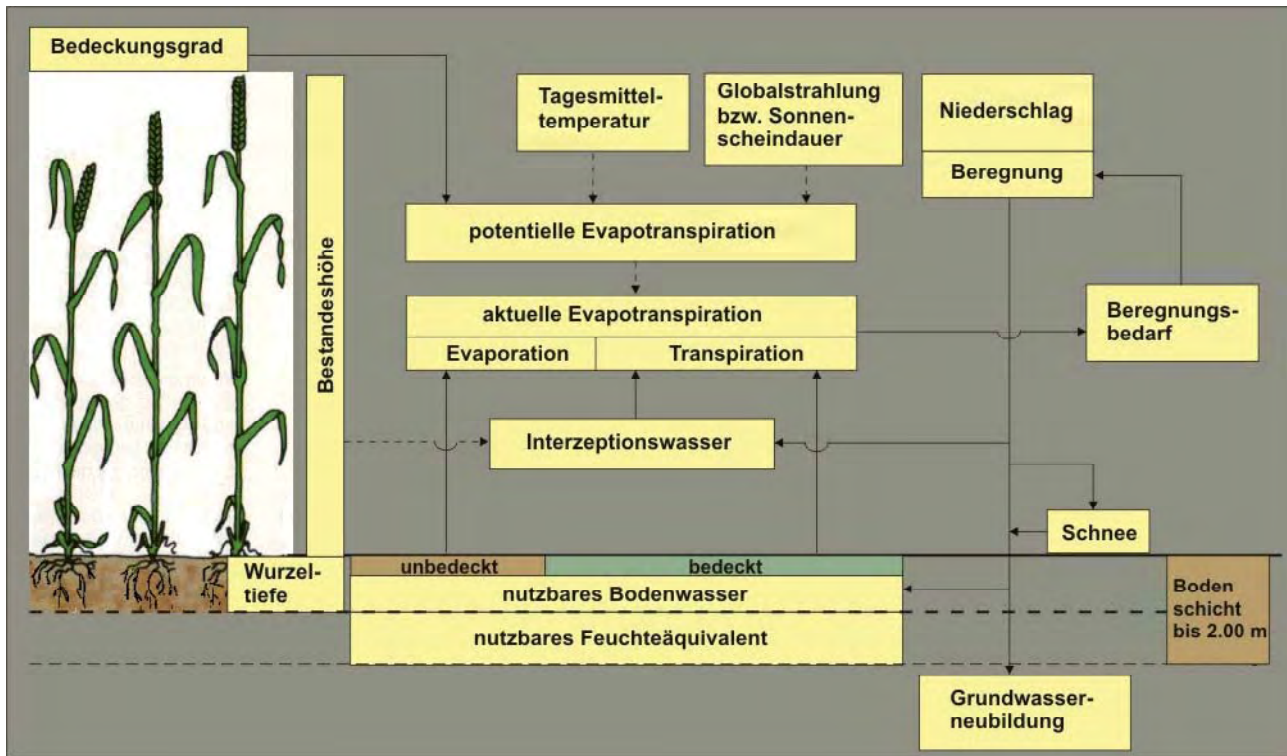 Bedeckungsgrad
Tagesmittel-
temperatur
Globalstrahlung
bzw. Sonnen-
scheindauer
Niederschlag
Beregnung
potentielle Evapotranspiration
Bestandeshöhe
aktuelle Evapotranspiration
Evaporation
Transpiration
Beregnungs-
bedarf
Interzeptionswasser
Schnee
Wurzel-
tiefe
unbedeckt
bedeckt
nutzbares Bodenwasser
nutzbares Feuchteäquivalent
Boden
schicht
bis 2.00 m
Grundwasser-
neubildung